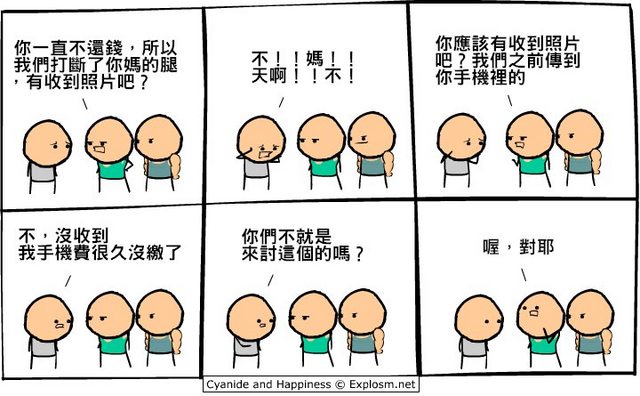 你一直不還錢，所以
我們打斷了你媽的腿
，有收到照片吧？
不！！媽！！
天啊！！不！
你應該有收到照片
吧？我們之前傳到
你手機裡的
不，沒收到
我手機費很久沒繳了
你們不就是
來討這個的嗎？
喔，對耶
Cyanide and Happiness © Explosm.net